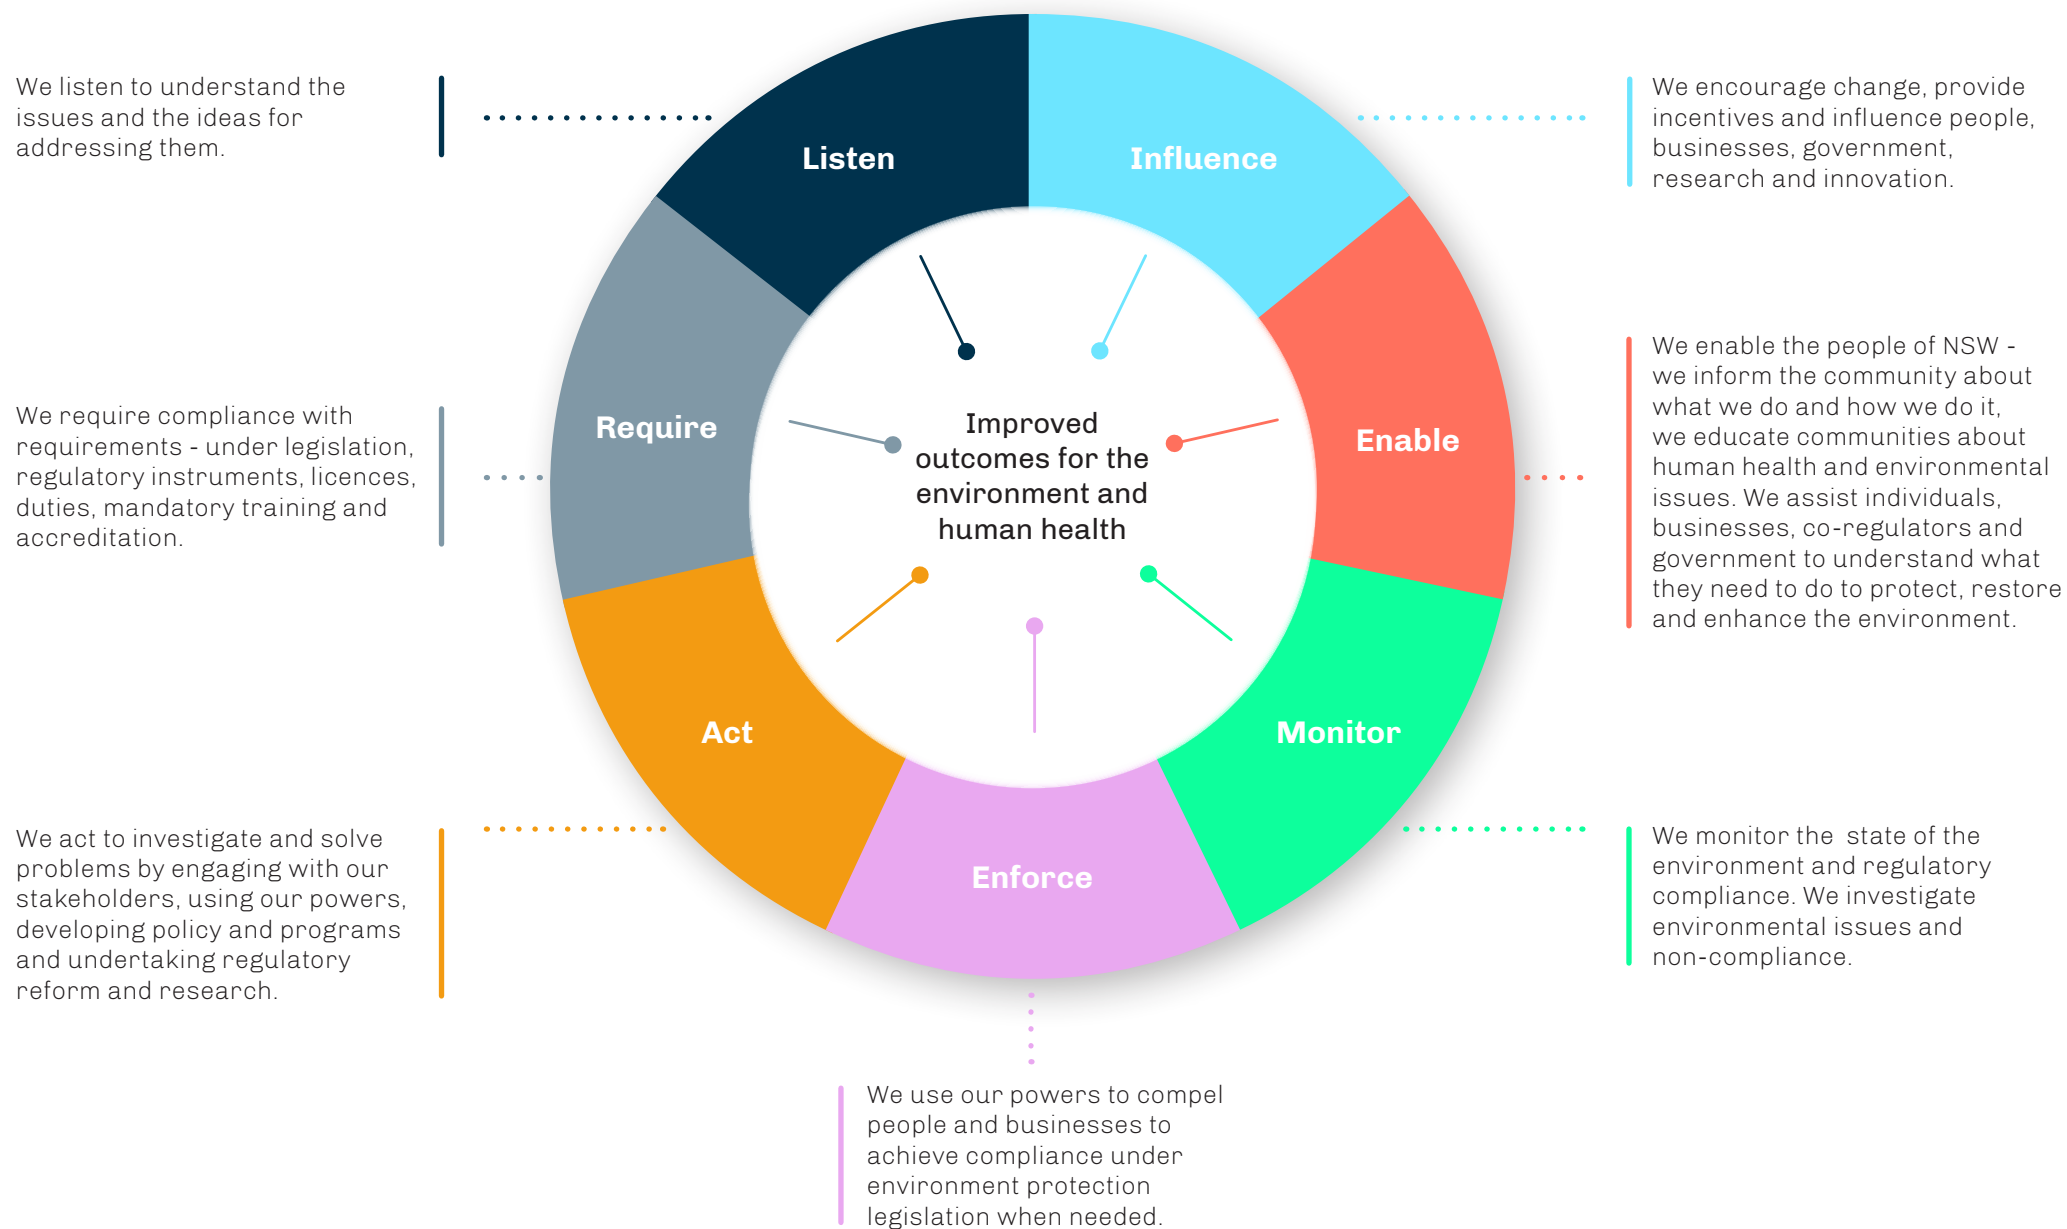 We listen to understand the
issues and the ideas for
addressing them.
Listen
Influence
We encourage change, provide
incentives and influence people,
businesses, government,
research and innovation.
We require compliance with
requirements - under legislation,
regulatory instruments, licences,
duties, mandatory training and
accreditation.
Require
Improved
outcomes for the
environment and
human health
Enable
We enable the people of NSW -
we inform the community about
what we do and how we do it,
we educate communities about
human health and environmental
issues. We assist individuals,
businesses, co-regulators and
government to understand what
they need to do to protect, restore
and enhance the environment.
We act to investigate and solve
problems by engaging with our
stakeholders, using our powers,
developing policy and programs
and undertaking regulatory
reform and research.
Act
Enforce
Monitor
We monitor the state of the
environment and regulatory
compliance. We investigate
environmental issues and
non-compliance.
We use our powers to compel
people and businesses to
achieve compliance under
environment protection
legislation when needed.